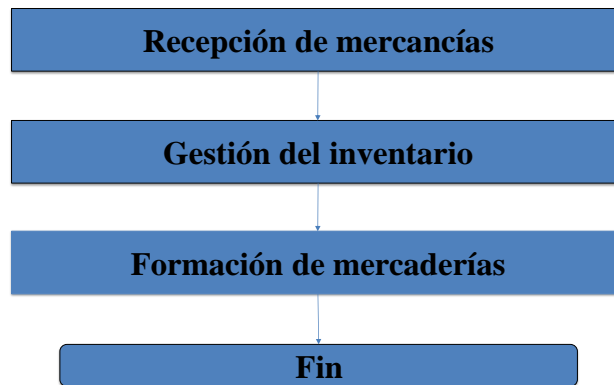 Recepción de mercancías
Gestión del inventario
Formación de mercaderías
Fin